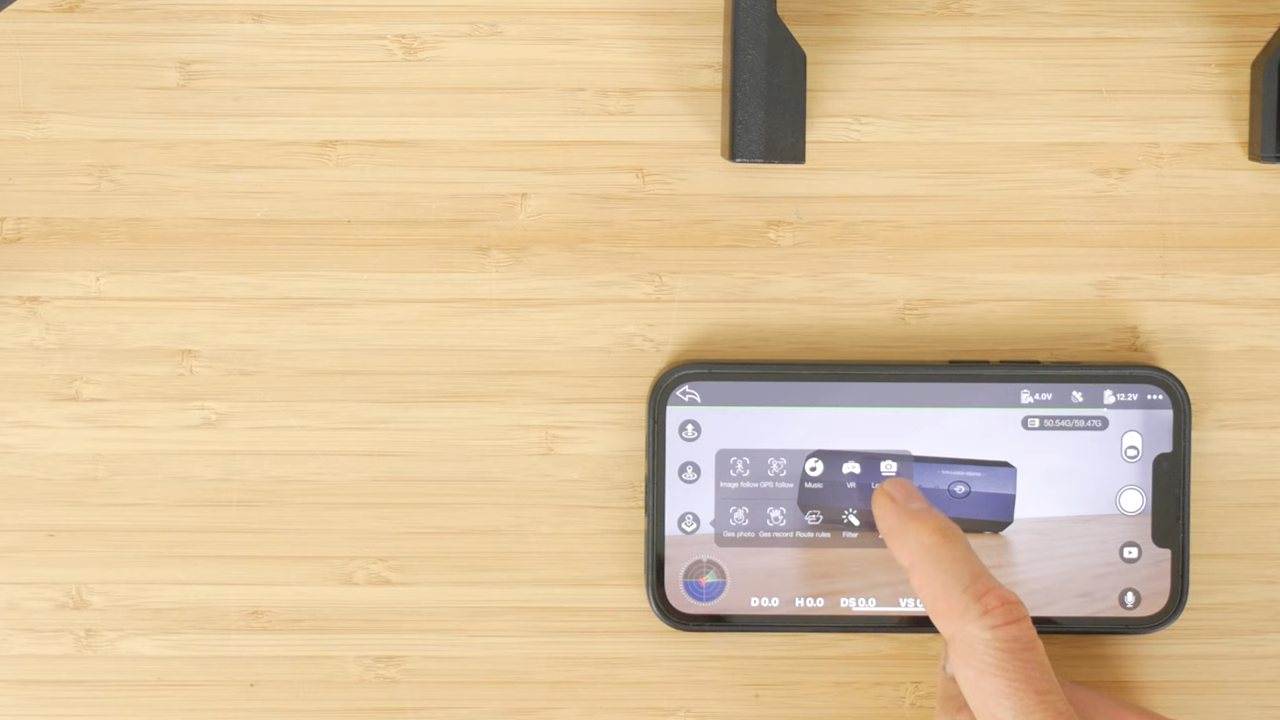 4.0V 12.2V
50.54G/59.47G
Image follow GPS follow Music VR
Ges photo Ges record Route rules Filter
D 0.0 H 0.0 DS 0.0 VS